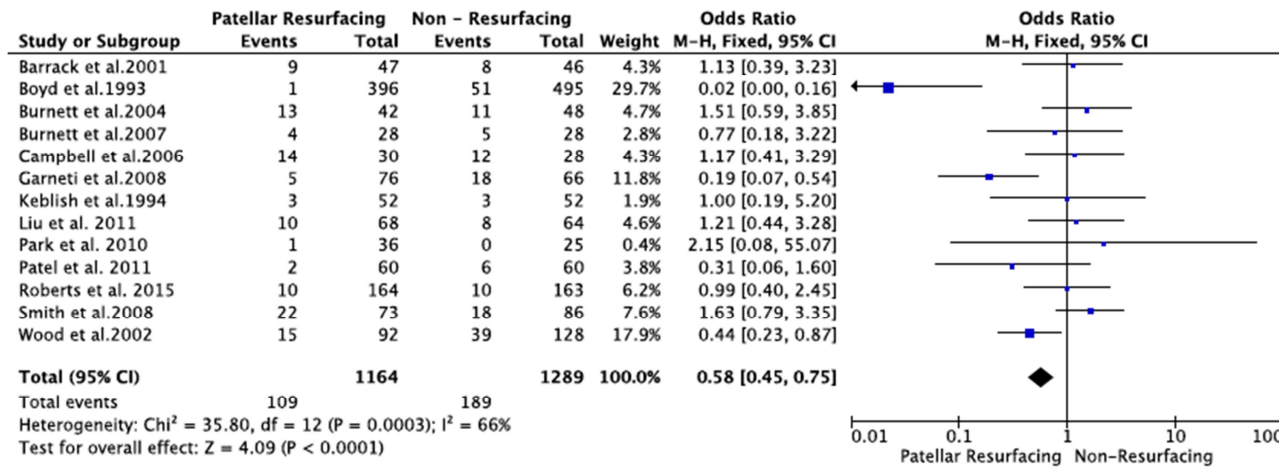 Patellar Resurfacing Non - Resurfacing Odds Ratio Odds Ratio
Study or Subgroup Events Total Events Total Weight M-H, Fixed, 95% CI M-H, Fixed, 95% CI
Barrack et al.2001 9 47 8 46 4.3% 1.13 [0.39, 3.23]
Boyd et al.1993 1 396 51 495 29.7% 0.02 [0.00, 0.16]
Burnett et al.2004 13 42 11 48 4.7% 1.51 [0.59, 3.85]
Burnett et al.2007 4 28 5 28 2.8% 0.77 [0.18, 3.22]
Campbell et al.2006 14 30 12 28 4.3% 1.17 [0.41, 3.29]
Garneti et al.2008 5 76 18 66 11.8% 0.19 [0.07, 0.54]
Keblish et al.1994 3 52 3 52 1.9% 1.00 [0.19, 5.20]
Liu et al. 2011 10 68 8 64 4.6% 1.21 [0.44, 3.28]
Park et al. 2010 1 36 0 25 0.4% 2.15 [0.08, 55.07]
Patel et al. 2011 2 60 6 60 3.8% 0.31 [0.06, 1.60]
Roberts et al. 2015 10 164 10 163 6.2% 0.99 [0.40, 2.45]
Smith et al.2008 22 73 18 86 7.6% 1.63 [0.79, 3.35]
Wood et al.2002 15 92 39 128 17.9% 0.44 [0.23, 0.87]
Total (95% CI) 1164 1289 100.0% 0.58 [0.45, 0.75]
Total events 109 189
Heterogeneity: Chi² = 35.80, df = 12 (P = 0.0003); I² = 66%
Test for overall effect: Z = 4.09 (P < 0.0001)
0.01 0.1 1 10 100
Patellar Resurfacing Non-Resurfacing